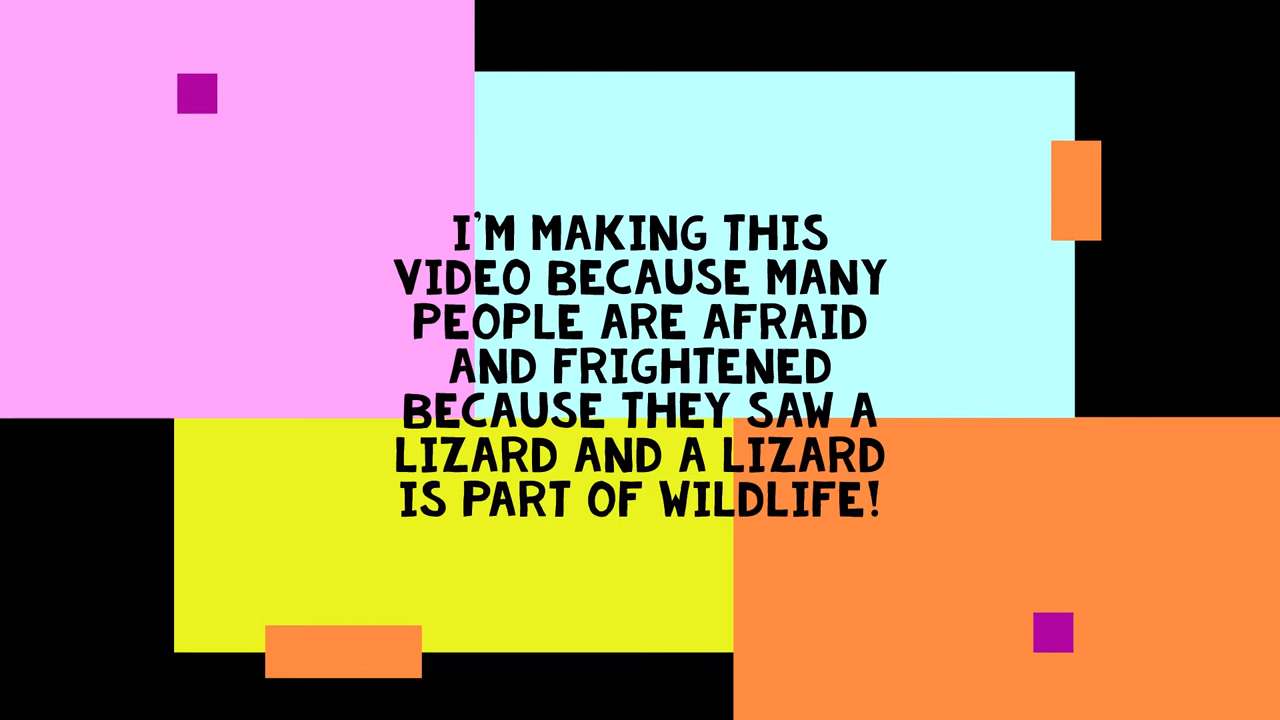 I'M MAKING THIS
VIDEO BECAUSE MANY
PEOPLE ARE AFRAID
AND FRIGHTENED
BECAUSE THEY SAW A
LIZARD AND A LIZARD
IS PART OF WILDLIFE!